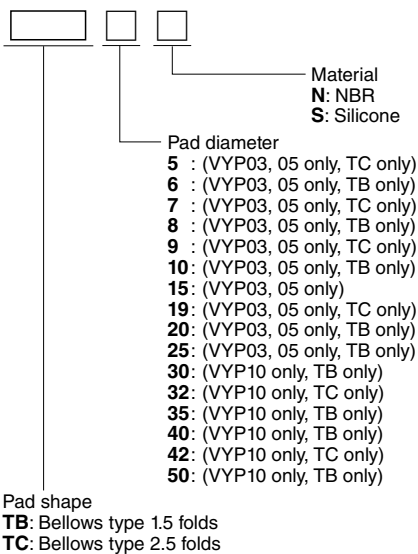 Material
N: NBR
S: Silicone
Pad diameter
5 : (VYP03, 05 only, TC only)
6 : (VYP03, 05 only, TB only)
7 : (VYP03, 05 only, TC only)
8 : (VYP03, 05 only, TB only)
9 : (VYP03, 05 only, TC only)
10: (VYP03, 05 only, TB only)
15: (VYP03, 05 only)
19: (VYP03, 05 only, TC only)
20: (VYP03, 05 only, TB only)
25: (VYP03, 05 only, TB only)
30: (VYP10 only, TB only)
32: (VYP10 only, TC only)
35: (VYP10 only, TB only)
40: (VYP10 only, TB only)
42: (VYP10 only, TC only)
50: (VYP10 only, TB only)
Pad shape
TB: Bellows type 1.5 folds
TC: Bellows type 2.5 folds